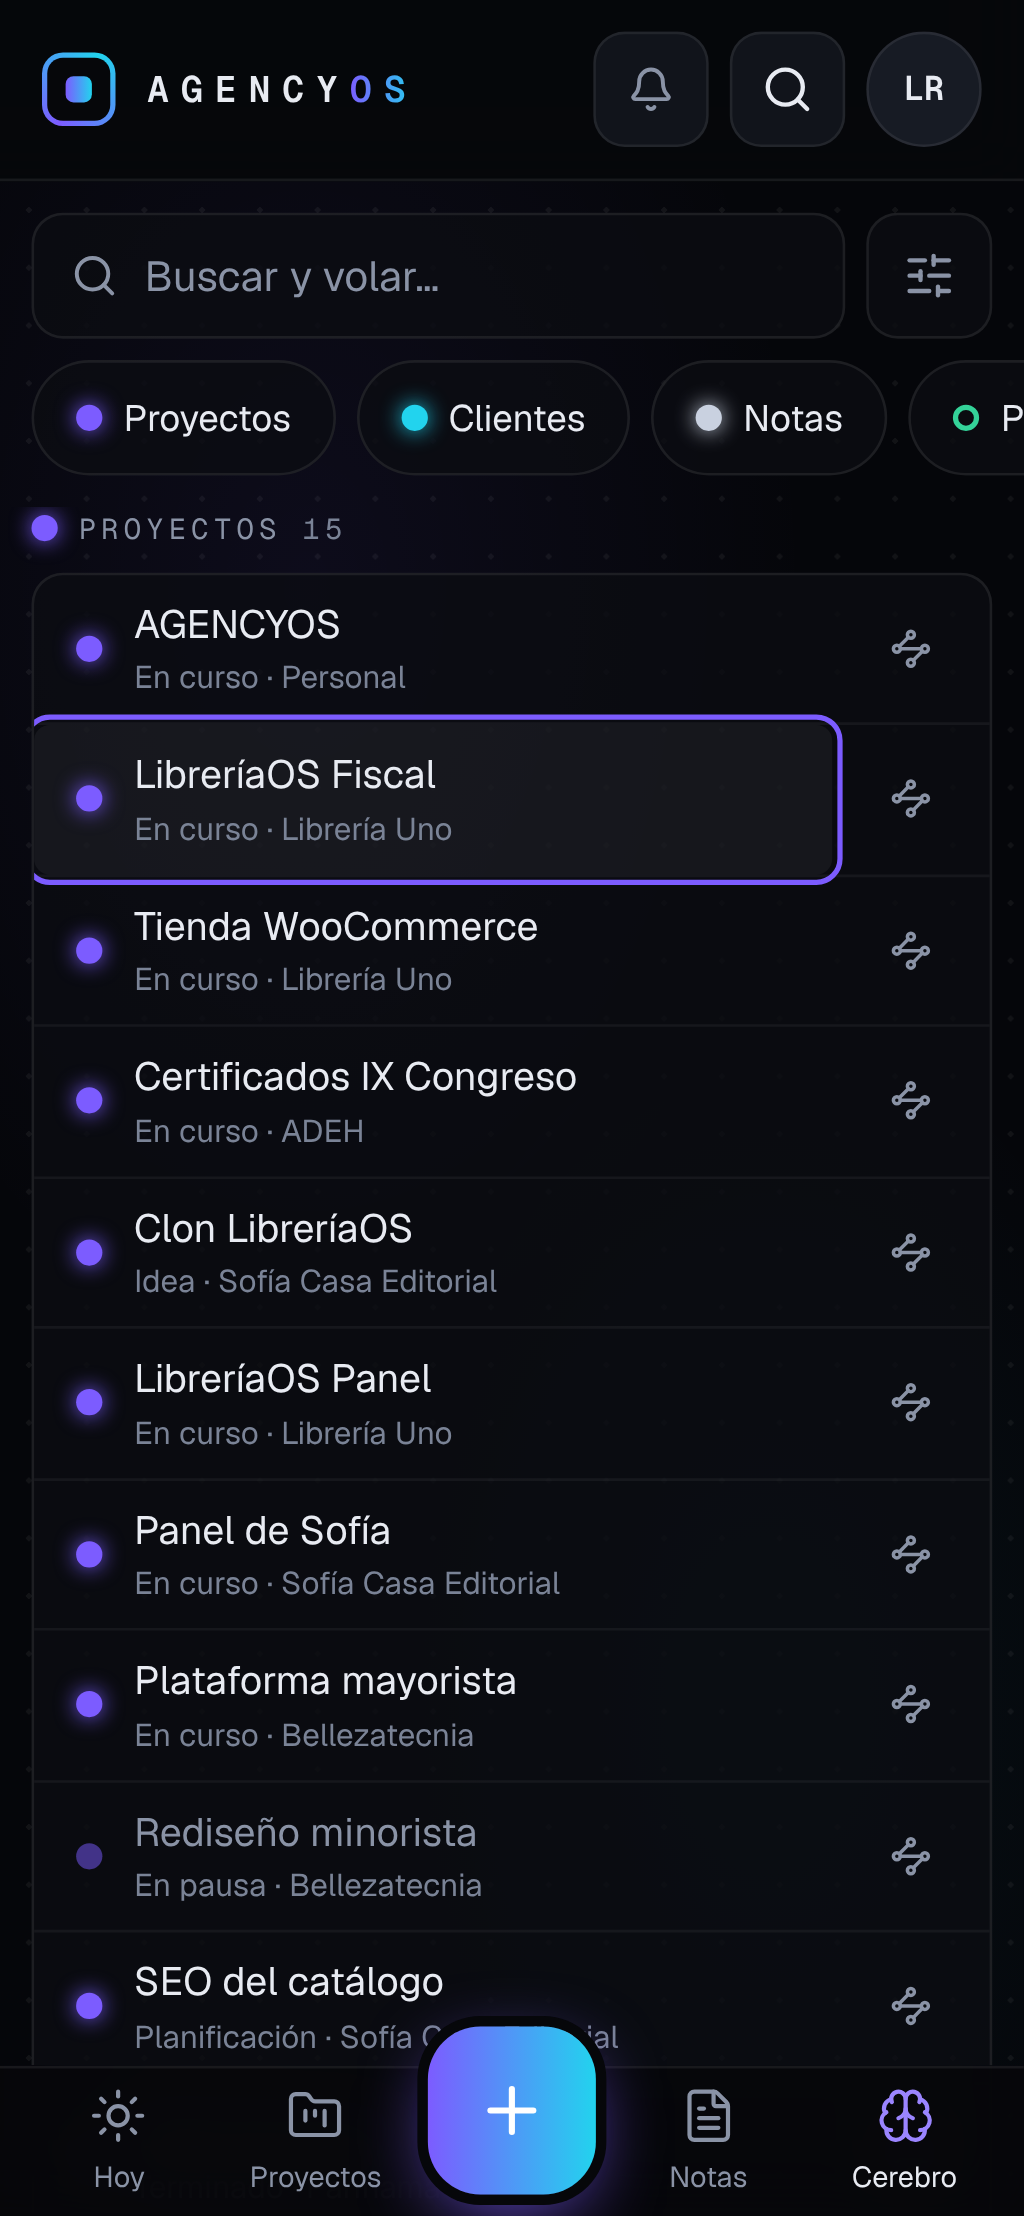 AGENCYOS
LR
Buscar y volar...
Proyectos
Clientes
Notas
P
PROYECTOS 15
AGENCYOS
En curso · Personal
LibreríaOS Fiscal
En curso · Librería Uno
Tienda WooCommerce
En curso · Librería Uno
Certificados IX Congreso
En curso · ADEH
Clon LibreríaOS
Idea · Sofía Casa Editorial
LibreríaOS Panel
En curso · Librería Uno
Panel de Sofía
En curso · Sofía Casa Editorial
Plataforma mayorista
En curso · Bellezatecnia
Rediseño minorista
En pausa · Bellezatecnia
SEO del catálogo
Planificación · Sofía
Hoy
Proyectos
Notas
Cerebro